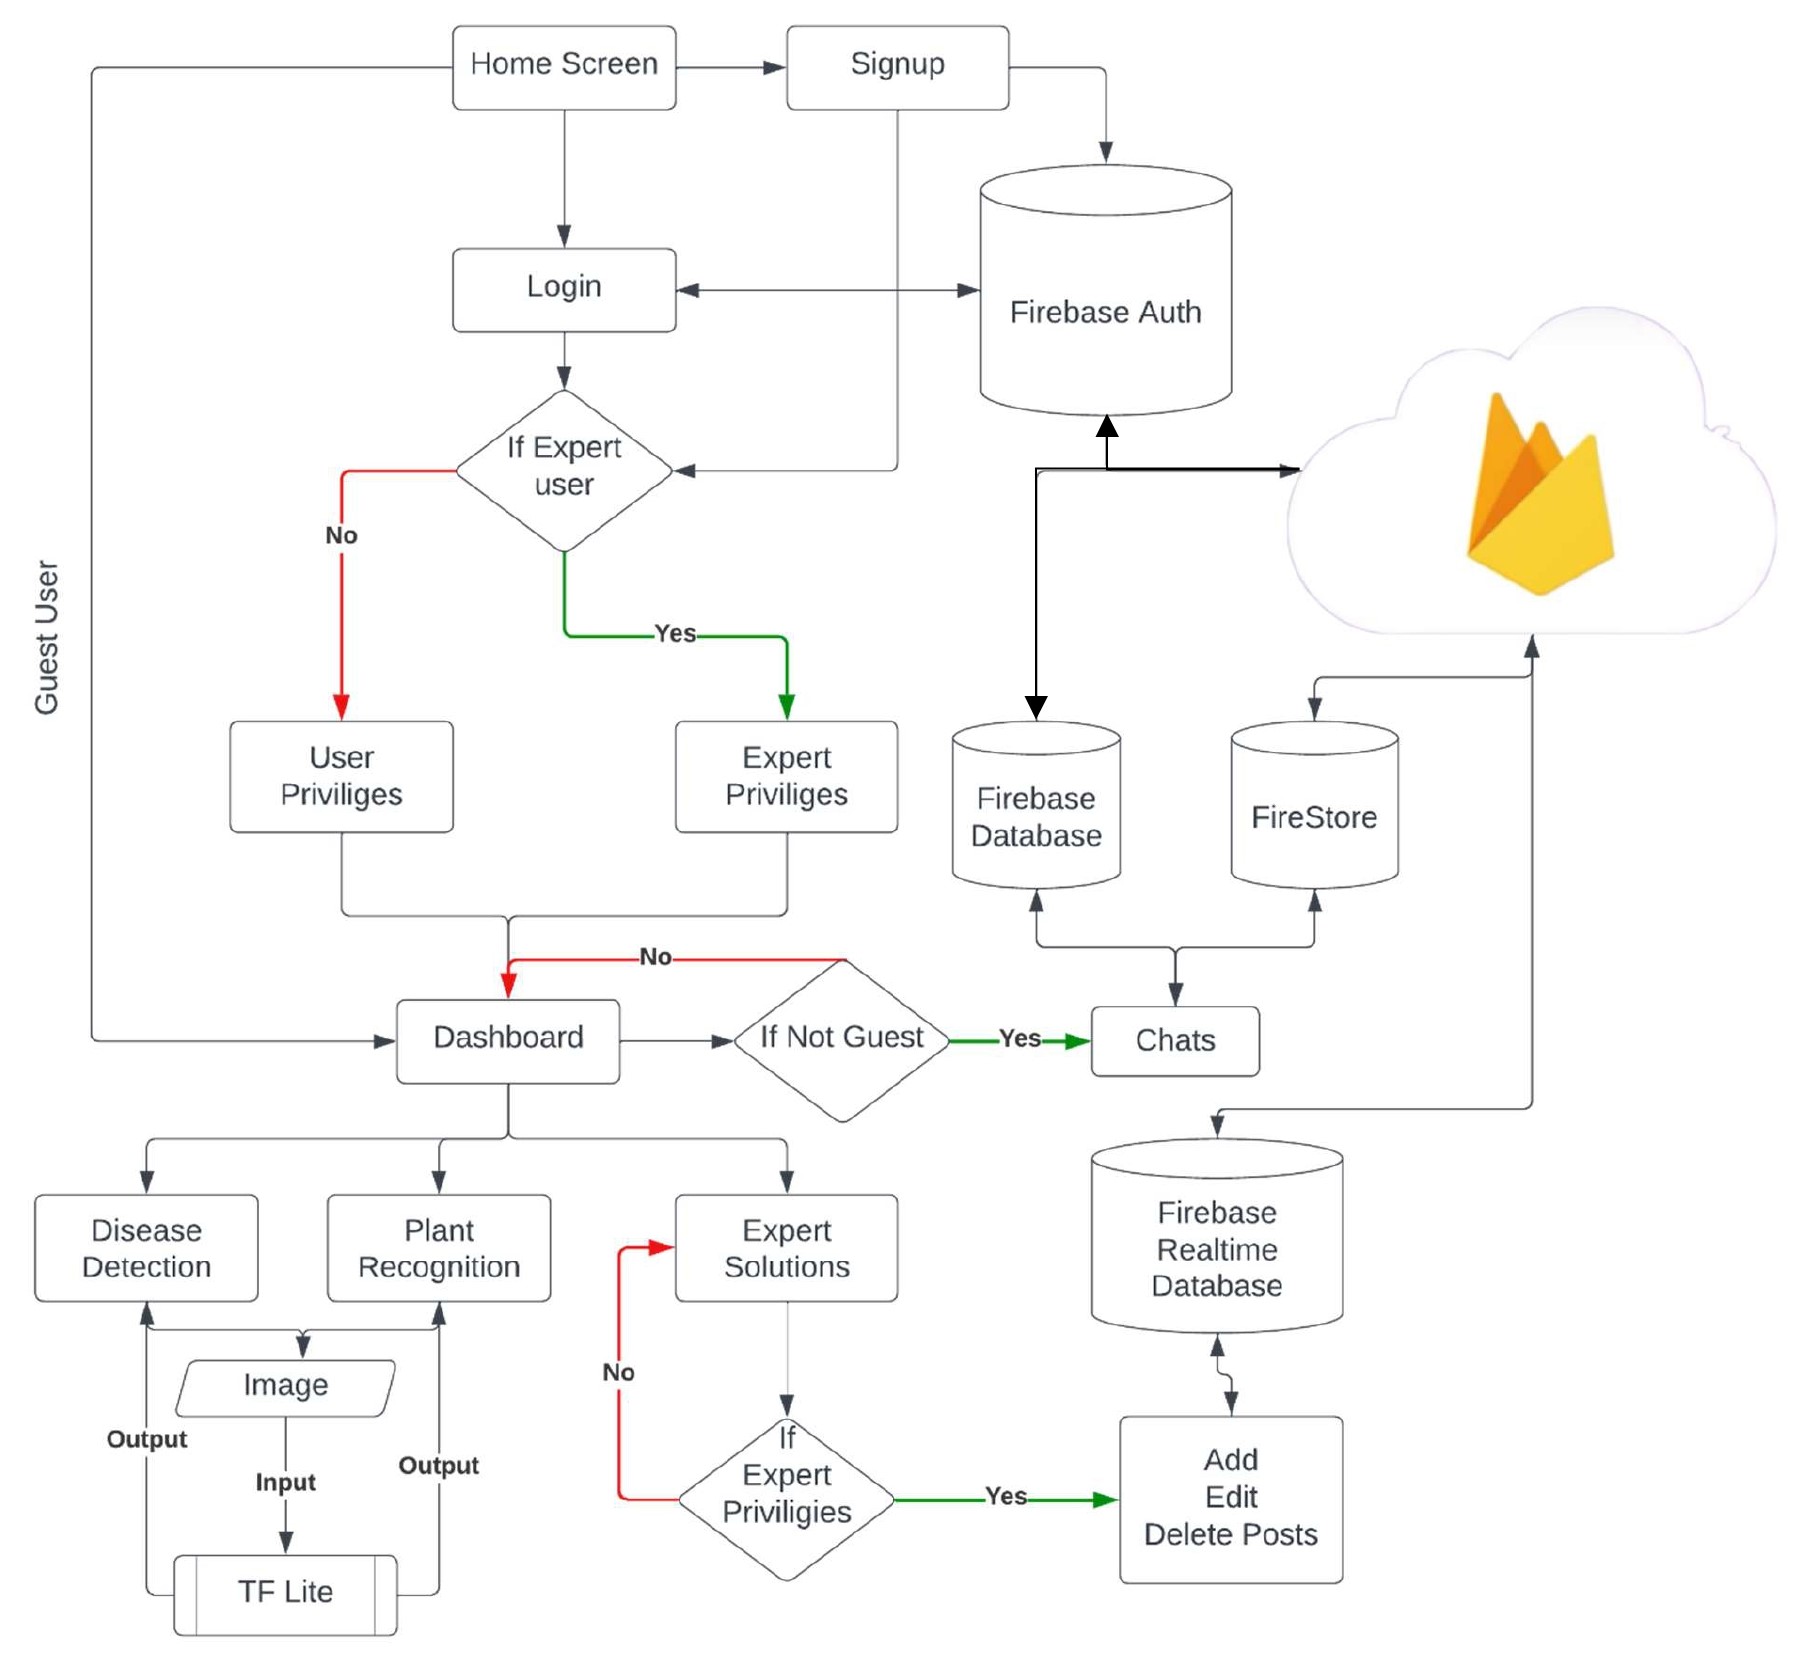 Home Screen
Signup
Login
Firebase Auth
If Expert
user
No
Yes
Guest User
User
Priviliges
Expert
Priviliges
Firebase
Database
FireStore
No
Dashboard
If Not Guest
Yes
Chats
Disease
Detection
Plant
Recognition
Expert
Solutions
Firebase
Realtime
Database
Image
No
Output
Input
Output
If
Expert
Priviligies
Yes
Add
Edit
Delete Posts
TF Lite